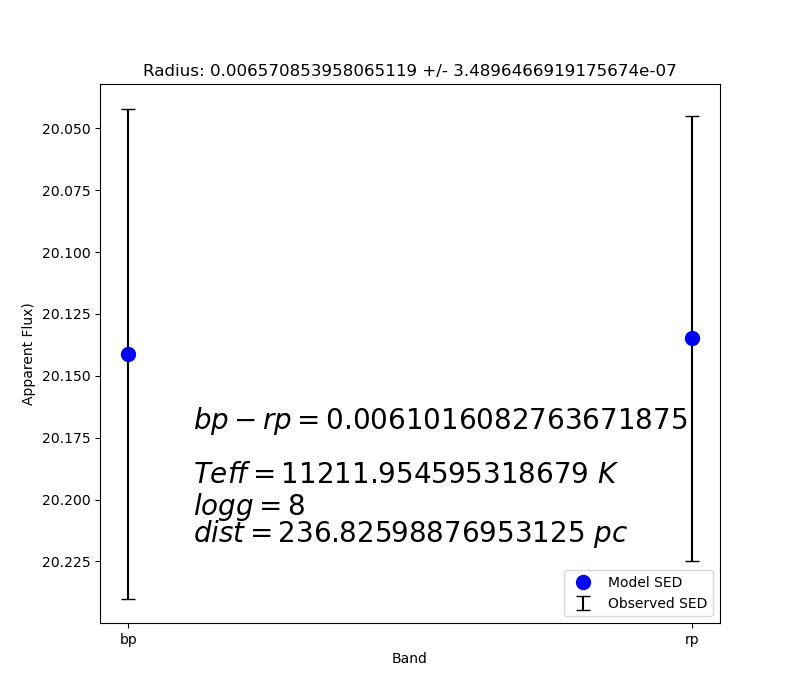 Radius: 0.006570853958065119 +/- 3.4896466919175674e-07
20.050
20.075
20.100
20.125
20.150
20.175
20.200
20.225
Apparent Flux)
bp − rp = 0.0061016082763671875
Teff = 11211.954595318679 K
logg = 8
dist = 236.82598876953125 pc
Model SED
Observed SED
bp
rp
Band